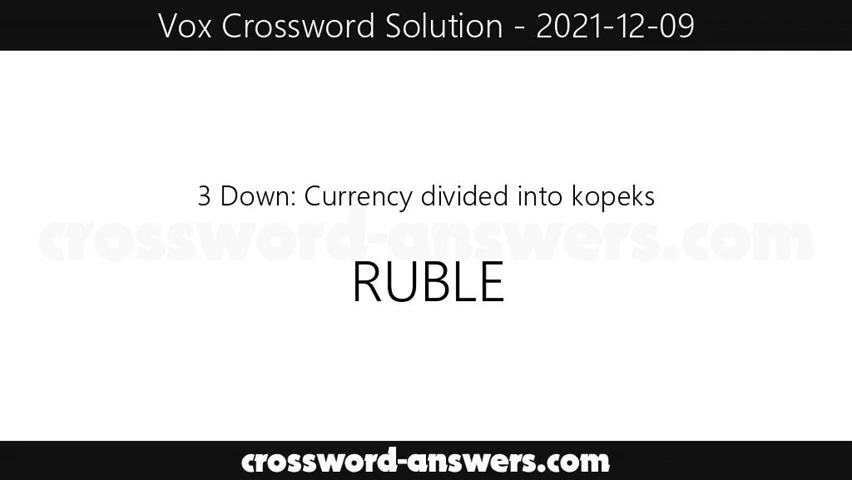 Vox Crossword Solution - 2021-12-09
3 Down: Currency divided into kopeks
crossword-answers.com
RUBLE
crossword-answers.com